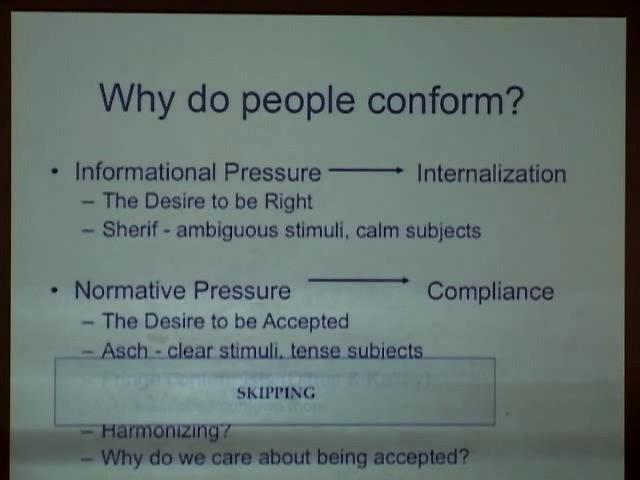 Why do people conform?
• Informational Pressure → Internalization
– The Desire to be Right
– Sherif - ambiguous stimuli, calm subjects
• Normative Pressure → Compliance
– The Desire to be Accepted
– Asch - clear stimuli, tense subjects
SKIPPING
– Harmonizing?
– Why do we care about being accepted?